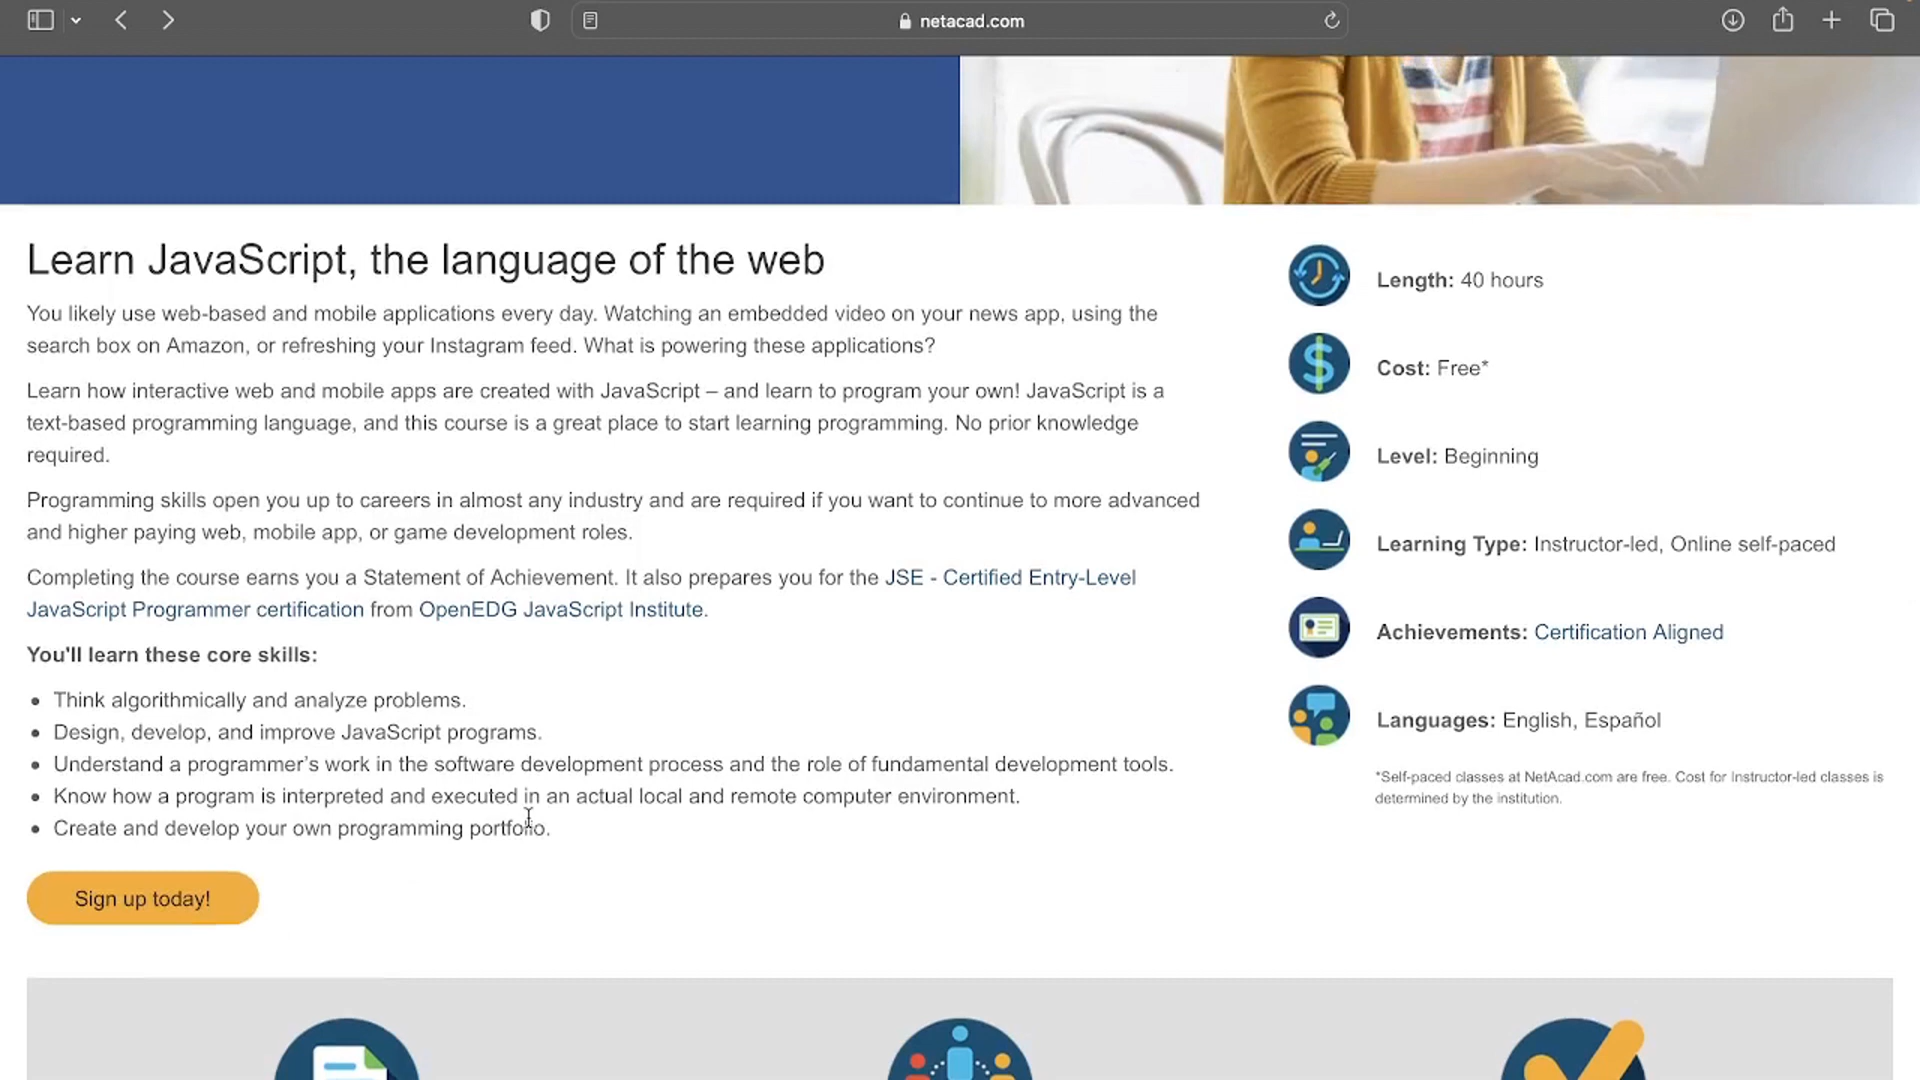 netacad.com
Learn JavaScript, the language of the web
You likely use web-based and mobile applications every day. Watching an embedded video on your news app, using the
search box on Amazon, or refreshing your Instagram feed. What is powering these applications?
Learn how interactive web and mobile apps are created with JavaScript – and learn to program your own! JavaScript is a
text-based programming language, and this course is a great place to start learning programming. No prior knowledge
required.
Programming skills open you up to careers in almost any industry and are required if you want to continue to more advanced
and higher paying web, mobile app, or game development roles.
Completing the course earns you a Statement of Achievement. It also prepares you for the JSE - Certified Entry-Level
JavaScript Programmer certification from OpenEDG JavaScript Institute.
You'll learn these core skills:
• Think algorithmically and analyze problems.
• Design, develop, and improve JavaScript programs.
• Understand a programmer's work in the software development process and the role of fundamental development tools.
• Know how a program is interpreted and executed in an actual local and remote computer environment.
• Create and develop your own programming portfolio.
Sign up today!
Length: 40 hours
$
Cost: Free*
Level: Beginning
Learning Type: Instructor-led, Online self-paced
Achievements: Certification Aligned
Languages: English, Español
*Self-paced classes at NetAcad.com are free. Cost for Instructor-led classes is
determined by the institution.